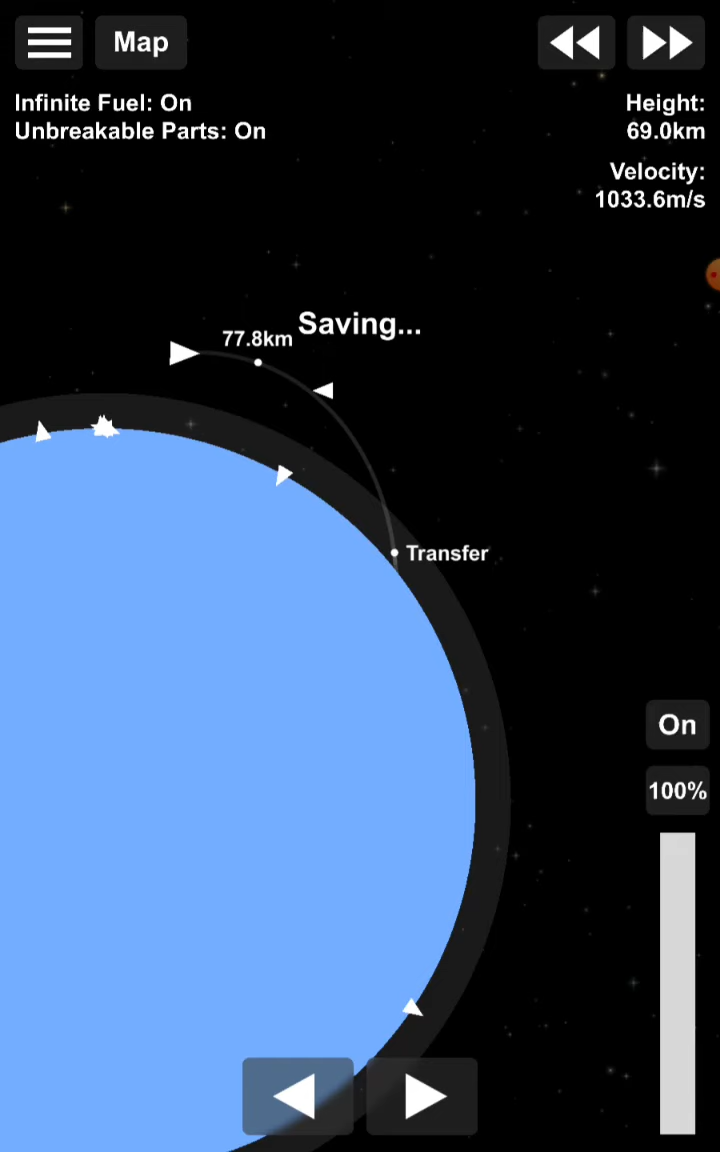 Map
Infinite Fuel: On
Unbreakable Parts: On
Height:
69.0km
Velocity:
1033.6m/s
Saving...
77.8km
Transfer
On
100%